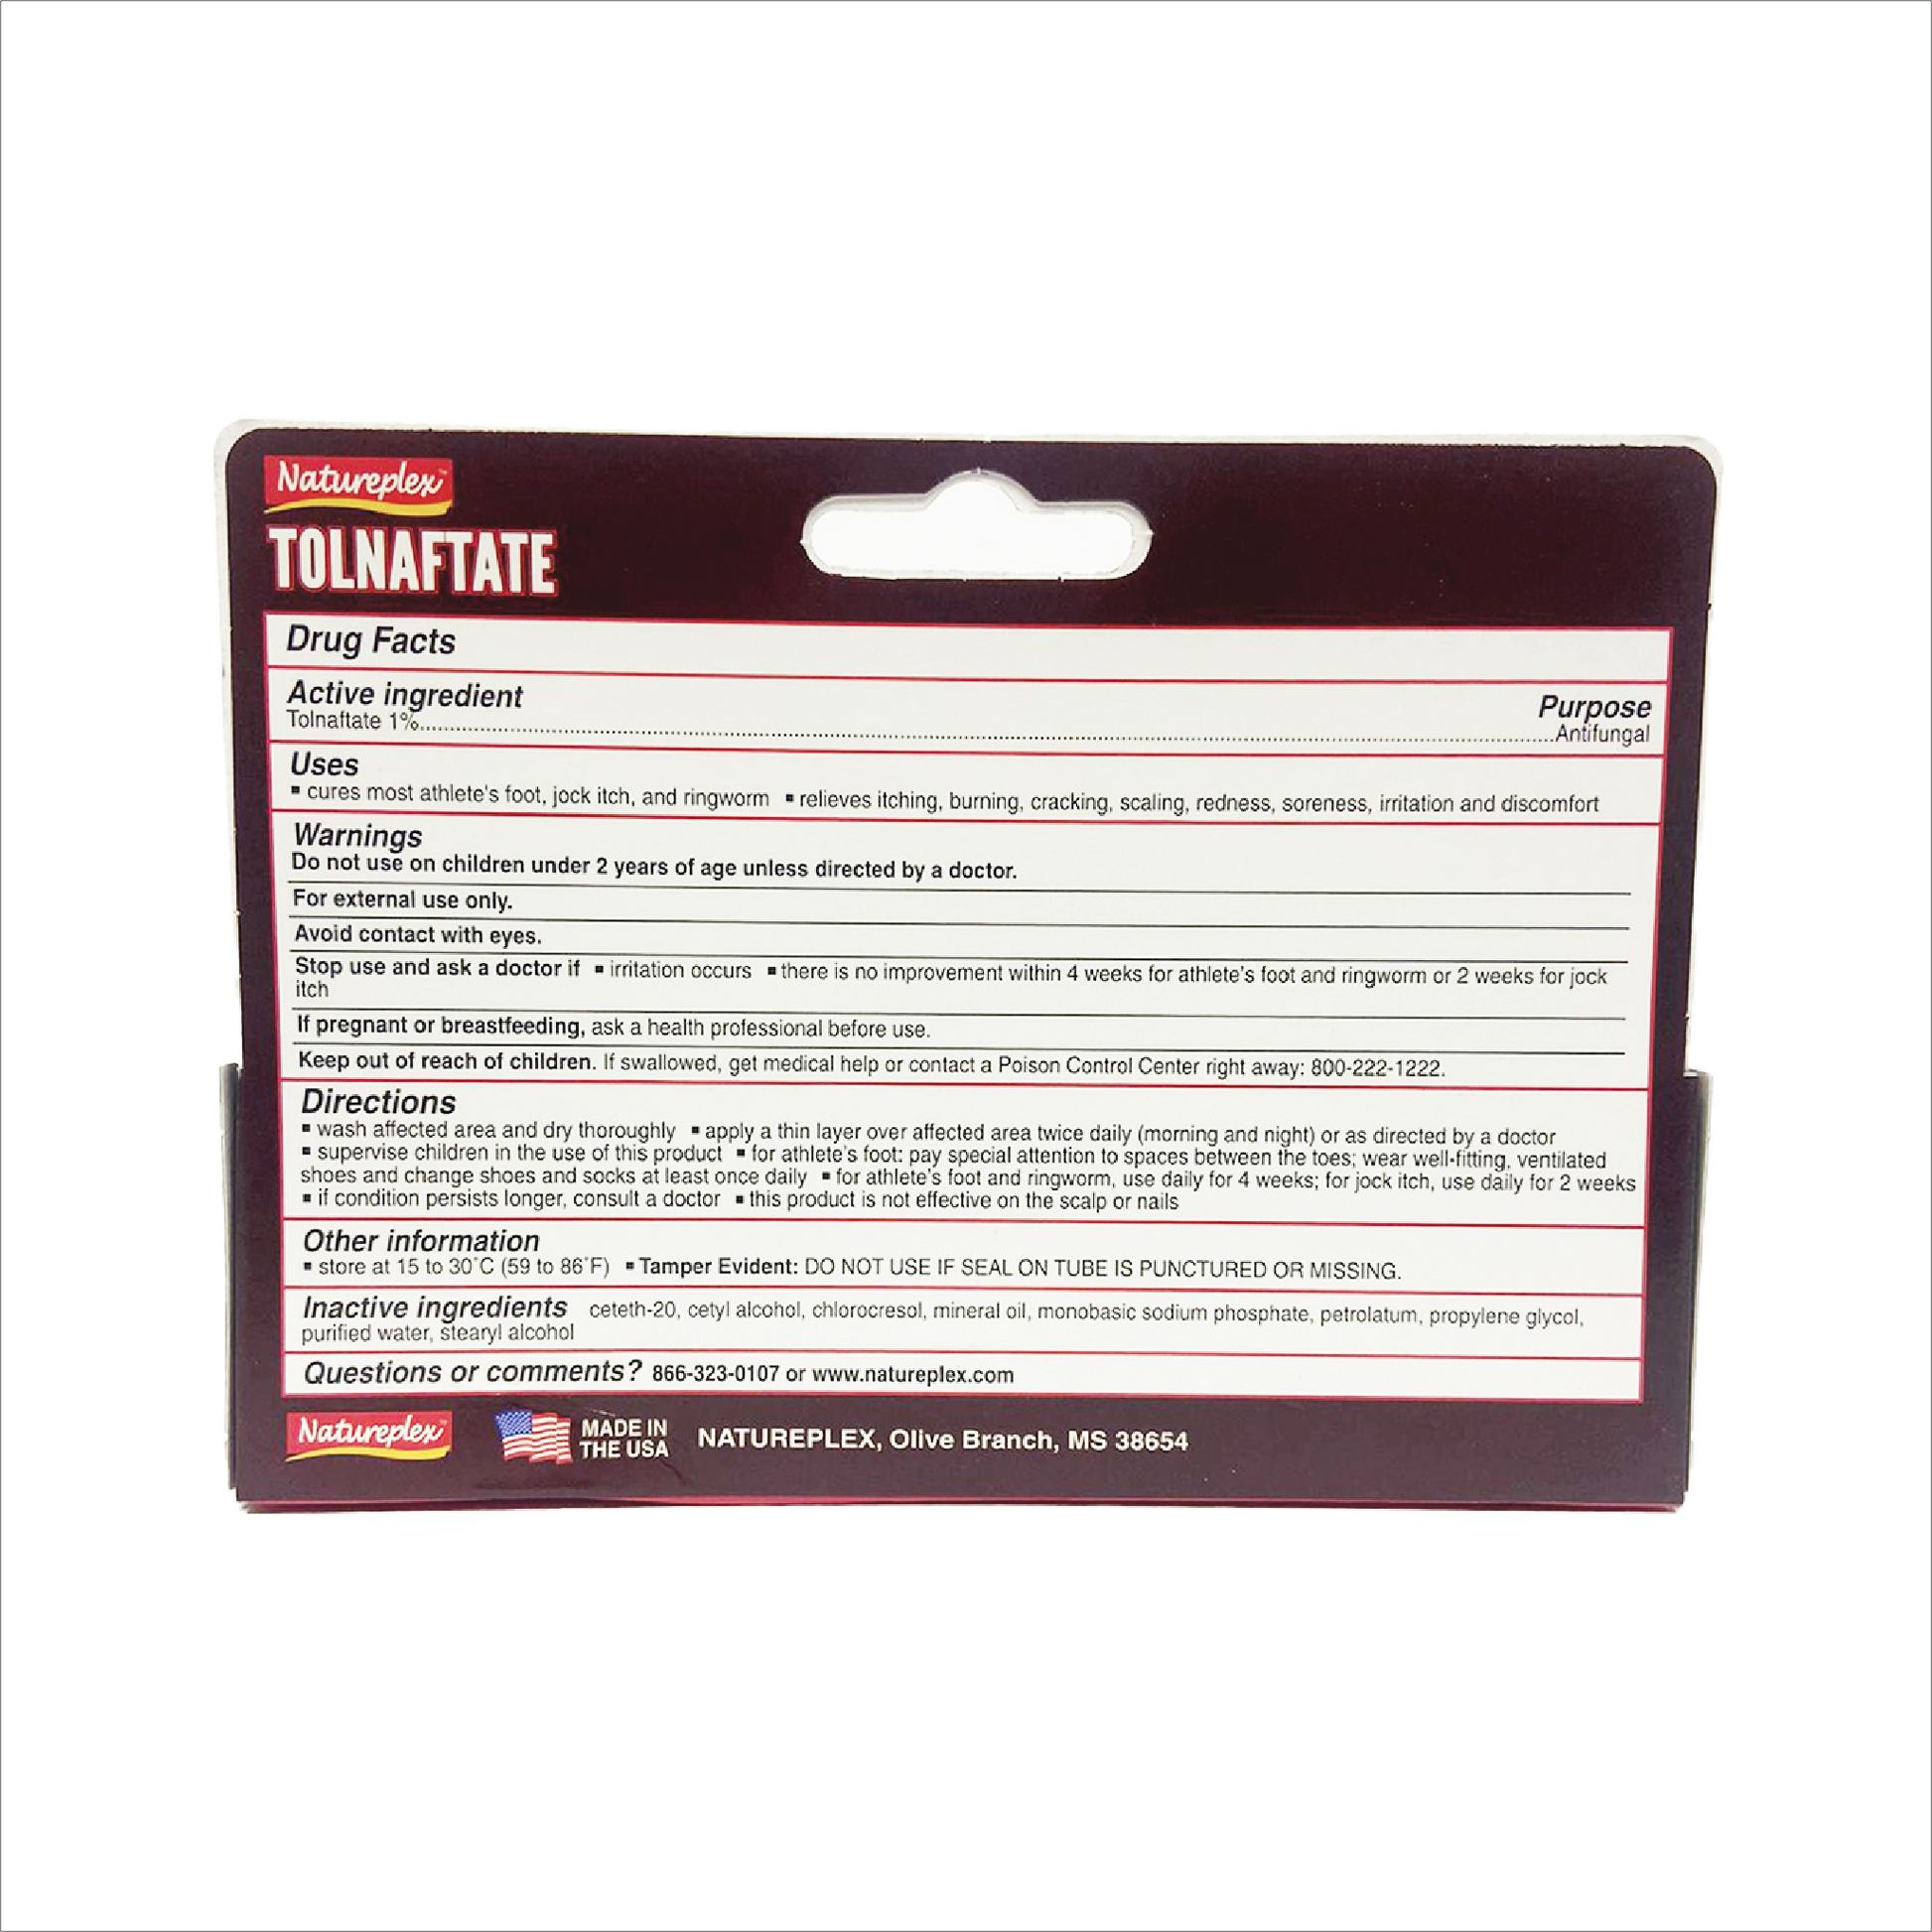 Natureplex™
TOLNAFTATE
Drug Facts
Active ingredient Purpose
Tolnaftate 1%......Antifungal
Uses
▪ cures most athlete's foot, jock itch, and ringworm ▪ relieves itching, burning, cracking, scaling, redness, soreness, irritation and discomfort
Warnings
Do not use on children under 2 years of age unless directed by a doctor.
For external use only.
Avoid contact with eyes.
Stop use and ask a doctor if ▪ irritation occurs ▪ there is no improvement within 4 weeks for athlete's foot and ringworm or 2 weeks for jock
itch
If pregnant or breastfeeding, ask a health professional before use.
Keep out of reach of children. If swallowed, get medical help or contact a Poison Control Center right away: 800-222-1222.
Directions
▪ wash affected area and dry thoroughly ▪ apply a thin layer over affected area twice daily (morning and night) or as directed by a doctor
▪ supervise children in the use of this product ▪ for athlete's foot: pay special attention to spaces between the toes; wear well-fitting, ventilated
shoes and change shoes and socks at least once daily ▪ for athlete's foot and ringworm, use daily for 4 weeks; for jock itch, use daily for 2 weeks
▪ if condition persists longer, consult a doctor ▪ this product is not effective on the scalp or nails
Other information
▪ store at 15 to 30˚C (59 to 86˚F) ▪ Tamper Evident: DO NOT USE IF SEAL ON TUBE IS PUNCTURED OR MISSING.
Inactive ingredients ceteth-20, cetyl alcohol, chlorocresol, mineral oil, monobasic sodium phosphate, petrolatum, propylene glycol,
purified water, stearyl alcohol
Questions or comments? 866-323-0107 or www.natureplex.com
Natureplex™
MADE IN
THE USA
NATUREPLEX, Olive Branch, MS 38654